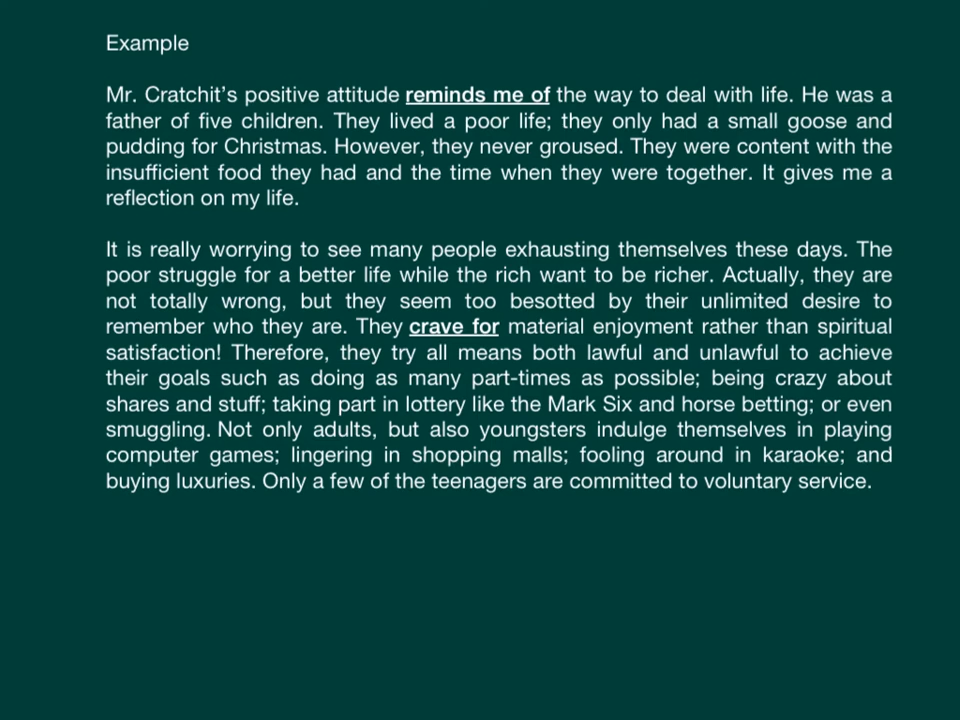 Example
Mr. Cratchit’s positive attitude reminds me of the way to deal with life. He was a
father of five children. They lived a poor life; they only had a small goose and
pudding for Christmas. However, they never groused. They were content with the
insufficient food they had and the time when they were together. It gives me a
reflection on my life.
It is really worrying to see many people exhausting themselves these days. The
poor struggle for a better life while the rich want to be richer. Actually, they are
not totally wrong, but they seem too besotted by their unlimited desire to
remember who they are. They crave for material enjoyment rather than spiritual
satisfaction! Therefore, they try all means both lawful and unlawful to achieve
their goals such as doing as many part-times as possible; being crazy about
shares and stuff; taking part in lottery like the Mark Six and horse betting; or even
smuggling. Not only adults, but also youngsters indulge themselves in playing
computer games; lingering in shopping malls; fooling around in karaoke; and
buying luxuries. Only a few of the teenagers are committed to voluntary service.